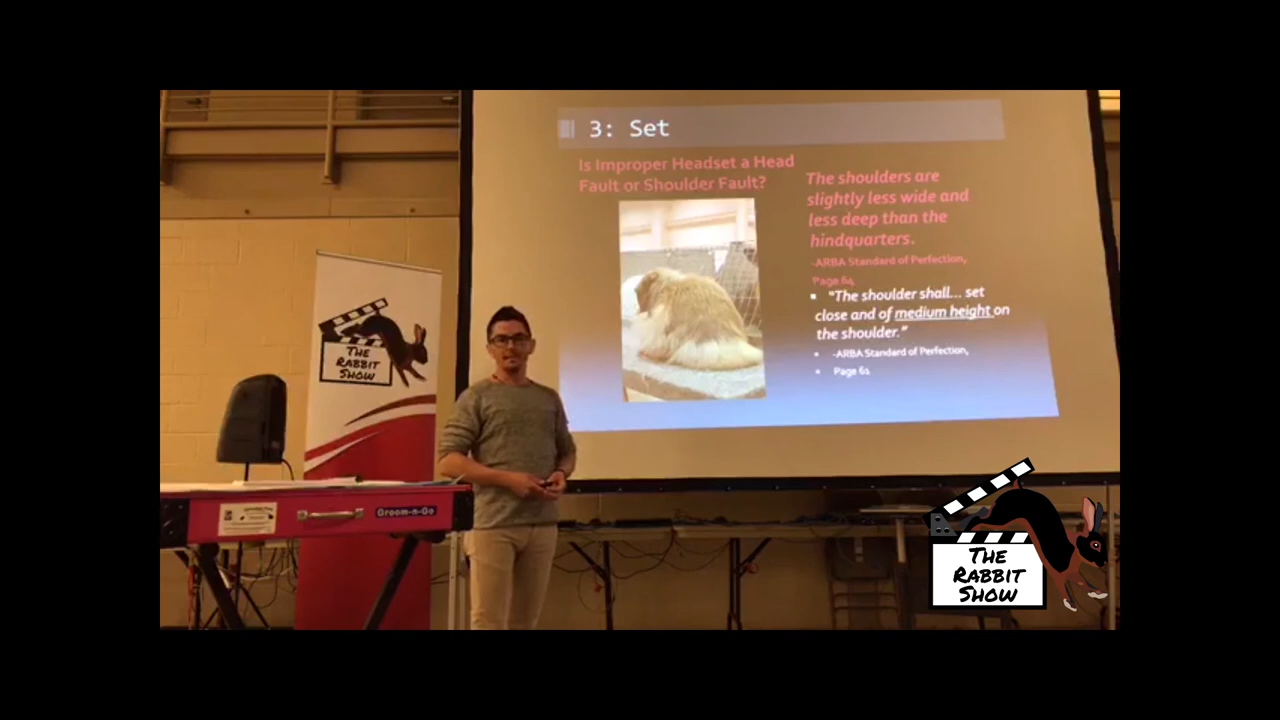 3: Set
Is Improper Headset a Head
Fault or Shoulder Fault?
The shoulders are
slightly less wide and
less deep than the
hindquarters.
-ARBA Standard of Perfection,
Page 64
▪ "The shoulder shall... set
close and of medium height on
the shoulder."
• -ARBA Standard of Perfection,
• Page 61
THE
RABBIT
SHOW
Groom-n-Go
THE
RABBIT
SHOW